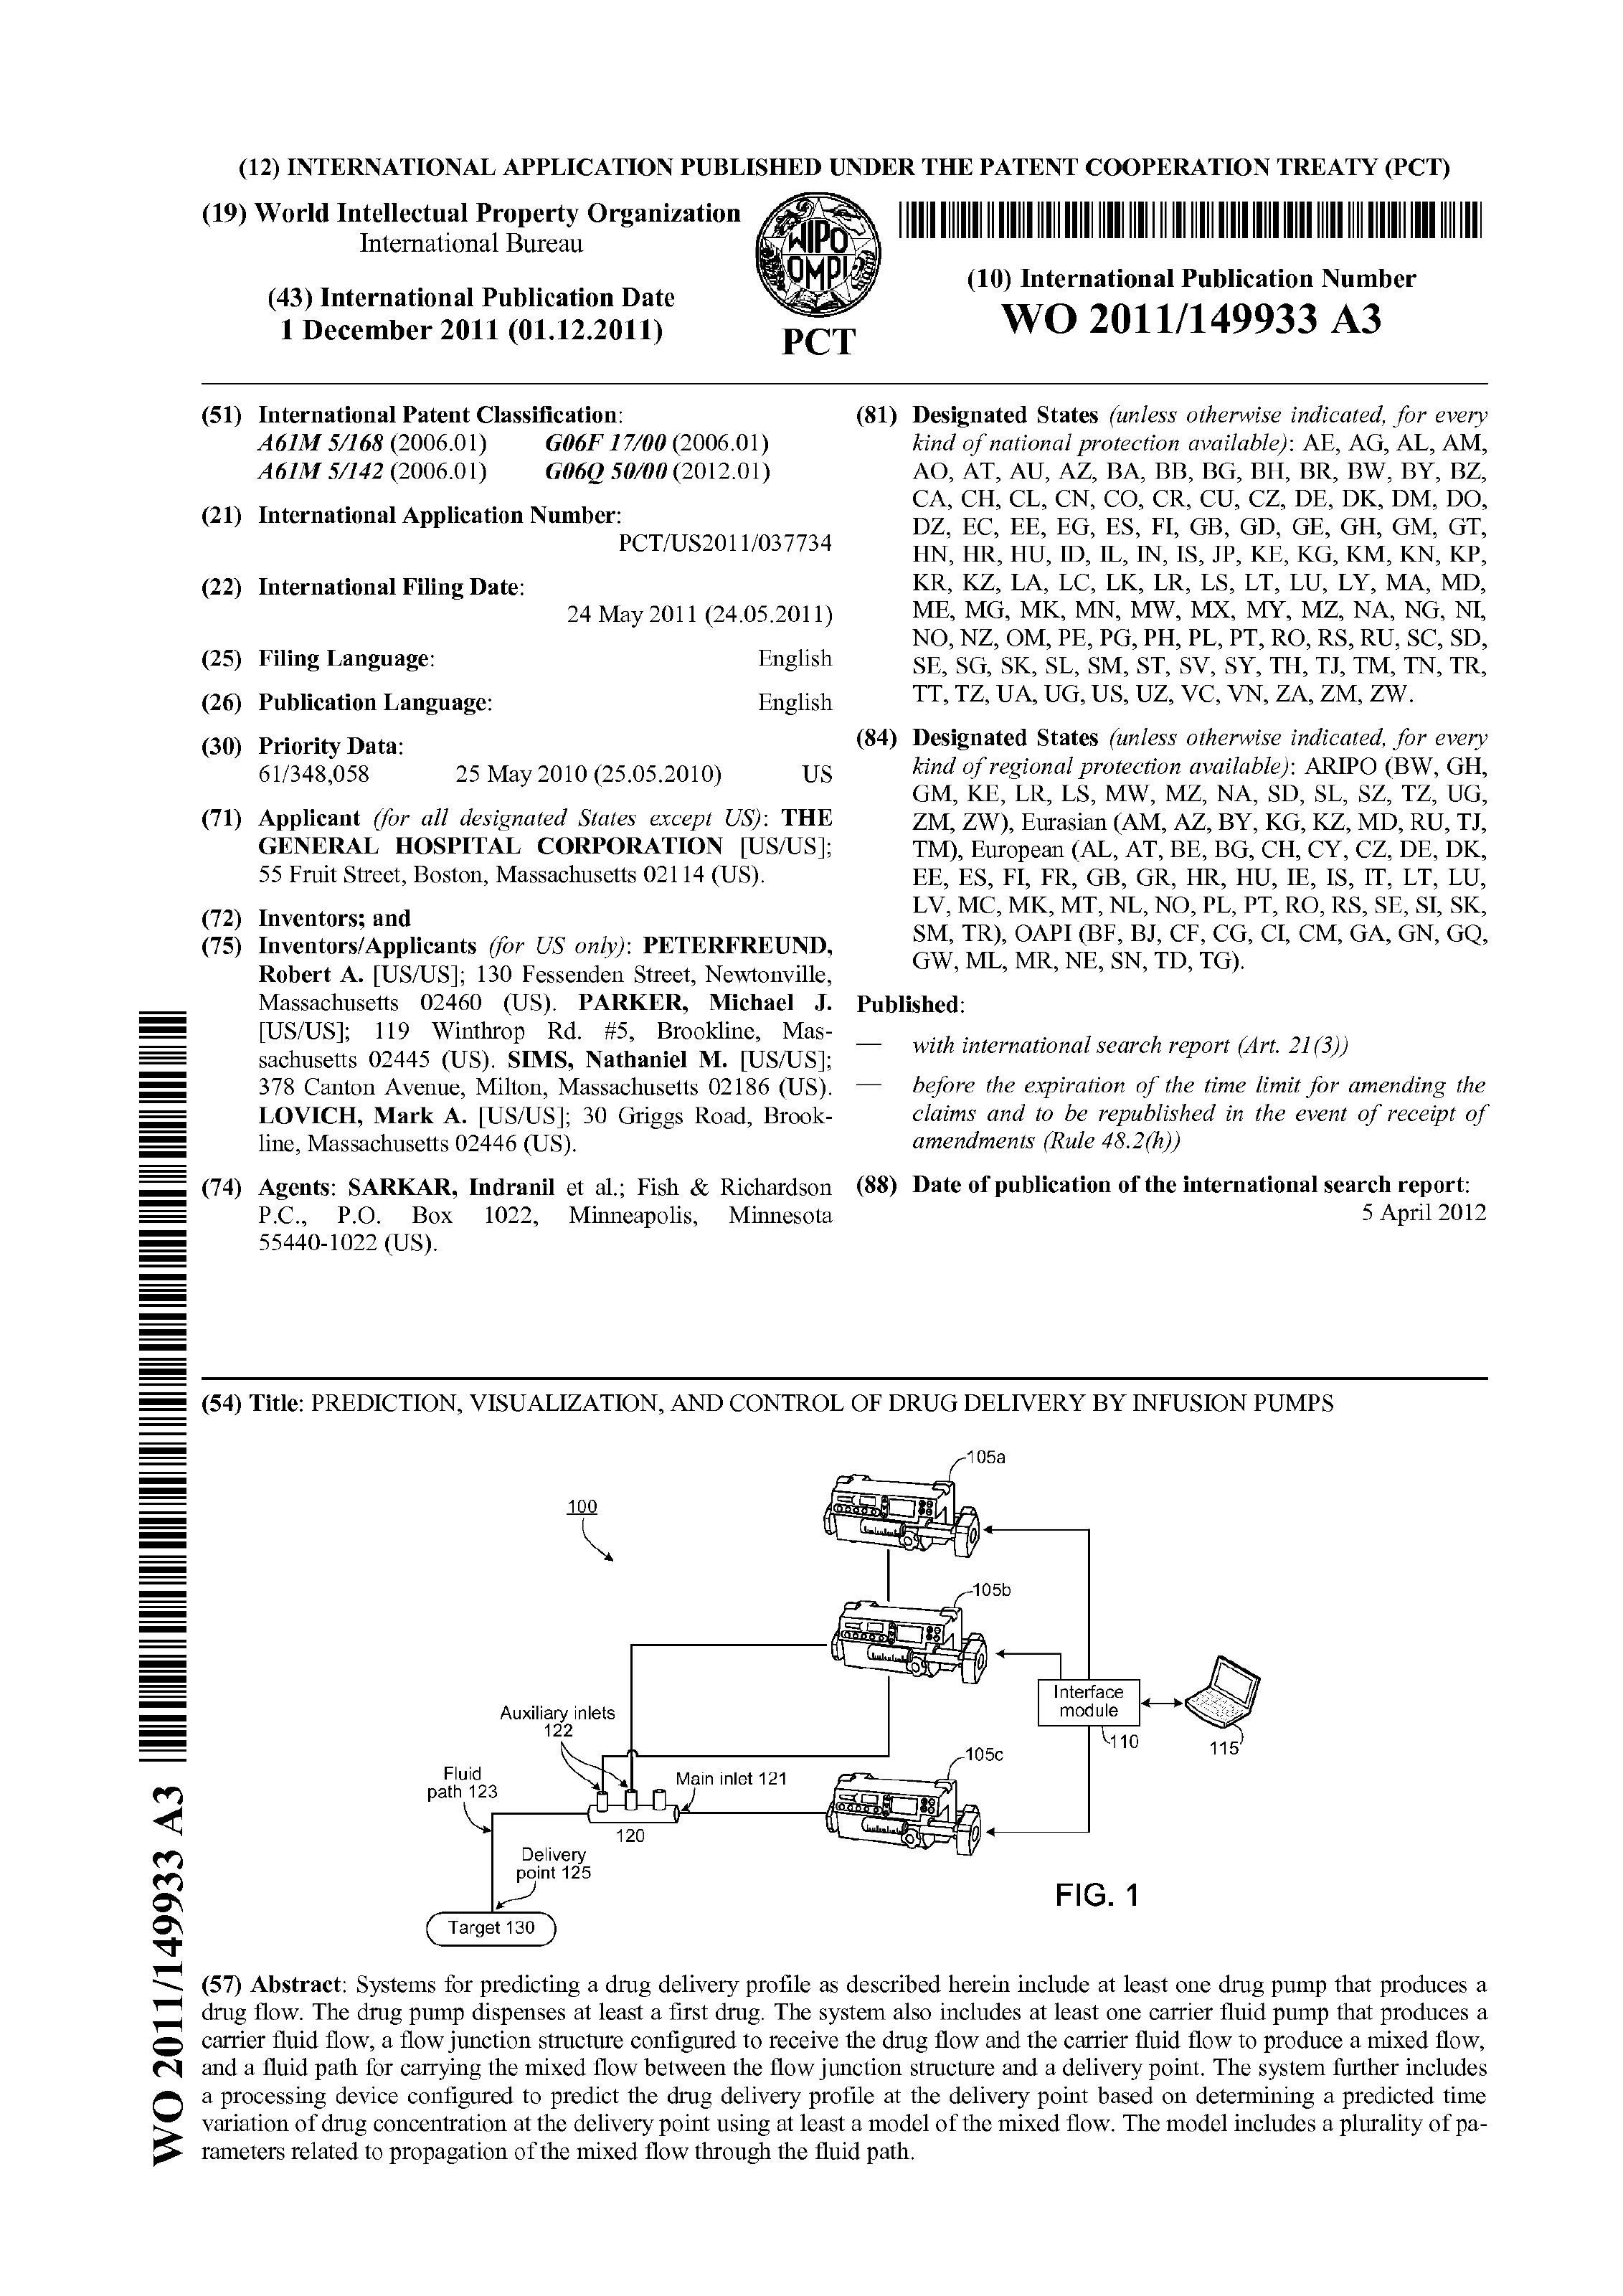 (12) INTERNATIONAL APPLICATION PUBLISHED UNDER THE PATENT COOPERATION TREATY (PCT)
(19) World Intellectual Property Organization
International Bureau
(43) International Publication Date
1 December 2011 (01.12.2011)
WIPO
OMPI
PCT
(10) International Publication Number
WO 2011/149933 A3
(51) International Patent Classification:
A61M 5/168 (2006.01) G06F 17/00 (2006.01)
A61M 5/142 (2006.01) G06Q 50/00 (2012.01)
(21) International Application Number:
PCT/US2011/037734
(22) International Filing Date:
24 May 2011 (24.05.2011)
(25) Filing Language: English
(26) Publication Language: English
(30) Priority Data:
61/348,058 25 May 2010 (25.05.2010) US
(71) Applicant (for all designated States except US): THE
GENERAL HOSPITAL CORPORATION [US/US];
55 Fruit Street, Boston, Massachusetts 02114 (US).
(72) Inventors; and
(75) Inventors/Applicants (for US only): PETERFREUND,
Robert A. [US/US]; 130 Fessenden Street, Newtonville,
Massachusetts 02460 (US). PARKER, Michael J.
[US/US]; 119 Winthrop Rd. #5, Brookline, Mas-
sachusetts 02445 (US). SIMS, Nathaniel M. [US/US];
378 Canton Avenue, Milton, Massachusetts 02186 (US).
LOVICH, Mark A. [US/US]; 30 Griggs Road, Brook-
line, Massachusetts 02446 (US).
(74) Agents: SARKAR, Indranil et al.; Fish & Richardson
P.C., P.O. Box 1022, Minneapolis, Minnesota
55440-1022 (US).
(81) Designated States (unless otherwise indicated, for every
kind of national protection available): AE, AG, AL, AM,
AO, AT, AU, AZ, BA, BB, BG, BH, BR, BW, BY, BZ,
CA, CH, CL, CN, CO, CR, CU, CZ, DE, DK, DM, DO,
DZ, EC, EE, EG, ES, FI, GB, GD, GE, GH, GM, GT,
HN, HR, HU, ID, IL, IN, IS, JP, KE, KG, KM, KN, KP,
KR, KZ, LA, LC, LK, LR, LS, LT, LU, LY, MA, MD,
ME, MG, MK, MN, MW, MX, MY, MZ, NA, NG, NI,
NO, NZ, OM, PE, PG, PH, PL, PT, RO, RS, RU, SC, SD,
SE, SG, SK, SL, SM, ST, SV, SY, TH, TJ, TM, TN, TR,
TT, TZ, UA, UG, US, UZ, VC, VN, ZA, ZM, ZW.
(84) Designated States (unless otherwise indicated, for every
kind of regional protection available): ARIPO (BW, GH,
GM, KE, LR, LS, MW, MZ, NA, SD, SL, SZ, TZ, UG,
ZM, ZW), Eurasian (AM, AZ, BY, KG, KZ, MD, RU, TJ,
TM), European (AL, AT, BE, BG, CH, CY, CZ, DE, DK,
EE, ES, FI, FR, GB, GR, HR, HU, IE, IS, IT, LT, LU,
LV, MC, MK, MT, NL, NO, PL, PT, RO, RS, SE, SI, SK,
SM, TR), OAPI (BF, BJ, CF, CG, CI, CM, GA, GN, GQ,
GW, ML, MR, NE, SN, TD, TG).
Published:
— with international search report (Art. 21(3))
— before the expiration of the time limit for amending the
claims and to be republished in the event of receipt of
amendments (Rule 48.2(h))
(88) Date of publication of the international search report:
5 April 2012
(54) Title: PREDICTION, VISUALIZATION, AND CONTROL OF DRUG DELIVERY BY INFUSION PUMPS
105a
100
105b
Interface
module
110
115
Auxiliary inlets
122
105c
Fluid
path 123
Main inlet 121
120
Delivery
point 125
FIG. 1
Target 130
(57) Abstract: Systems for predicting a drug delivery profile as described herein include at least one drug pump that produces a
drug flow. The drug pump dispenses at least a first drug. The system also includes at least one carrier fluid pump that produces a
carrier fluid flow, a flow junction structure configured to receive the drug flow and the carrier fluid flow to produce a mixed flow,
and a fluid path for carrying the mixed flow between the flow junction structure and a delivery point. The system further includes
a processing device configured to predict the drug delivery profile at the delivery point based on determining a predicted time
variation of drug concentration at the delivery point using at least a model of the mixed flow. The model includes a plurality of pa-
rameters related to propagation of the mixed flow through the fluid path.
WO 2011/149933 A3